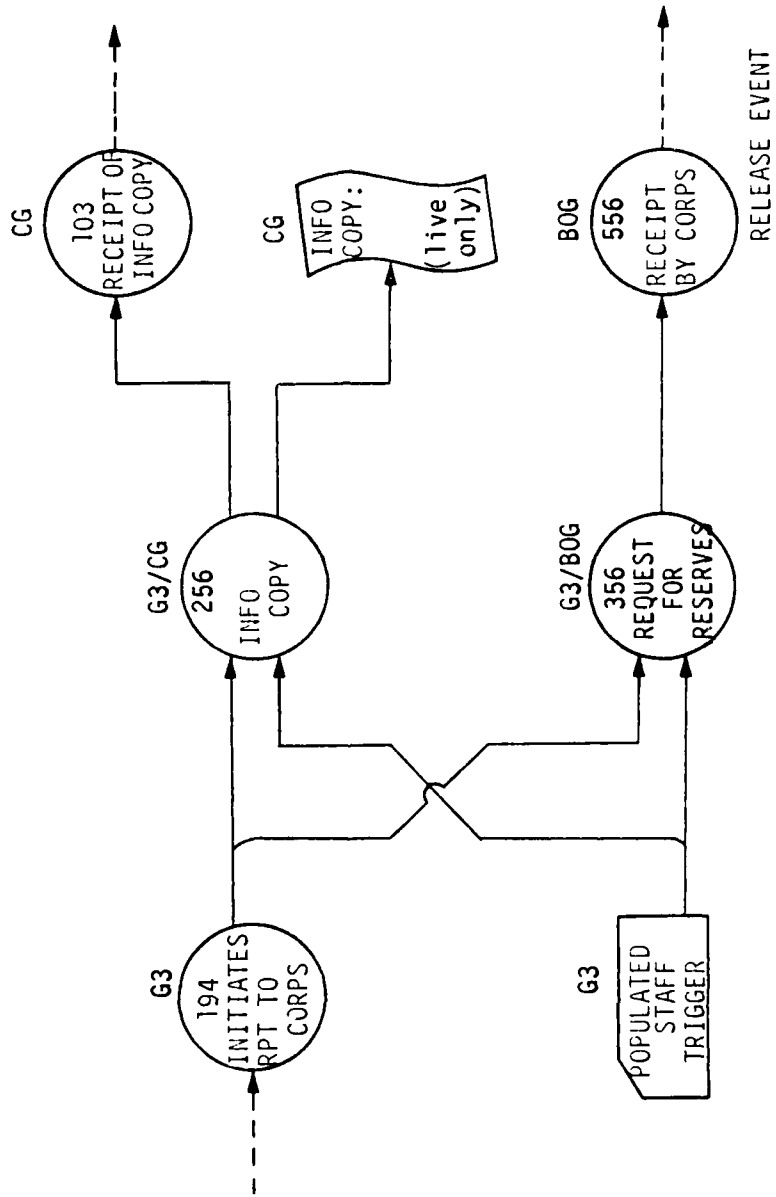 G3
194
INITIATES
RPT TO
CORPS
G3
POPULATED
STAFF
TRIGGER
G3/CG
256
INFO
COPY
G3/BOG
356
REQUEST
FOR
RESERVES
CG
103
RECEIPT OF
INFO COPY
CG
INFO
COPY:
(live
only)
BOG
556
RECEIPT
BY CORPS
RELEASE EVENT